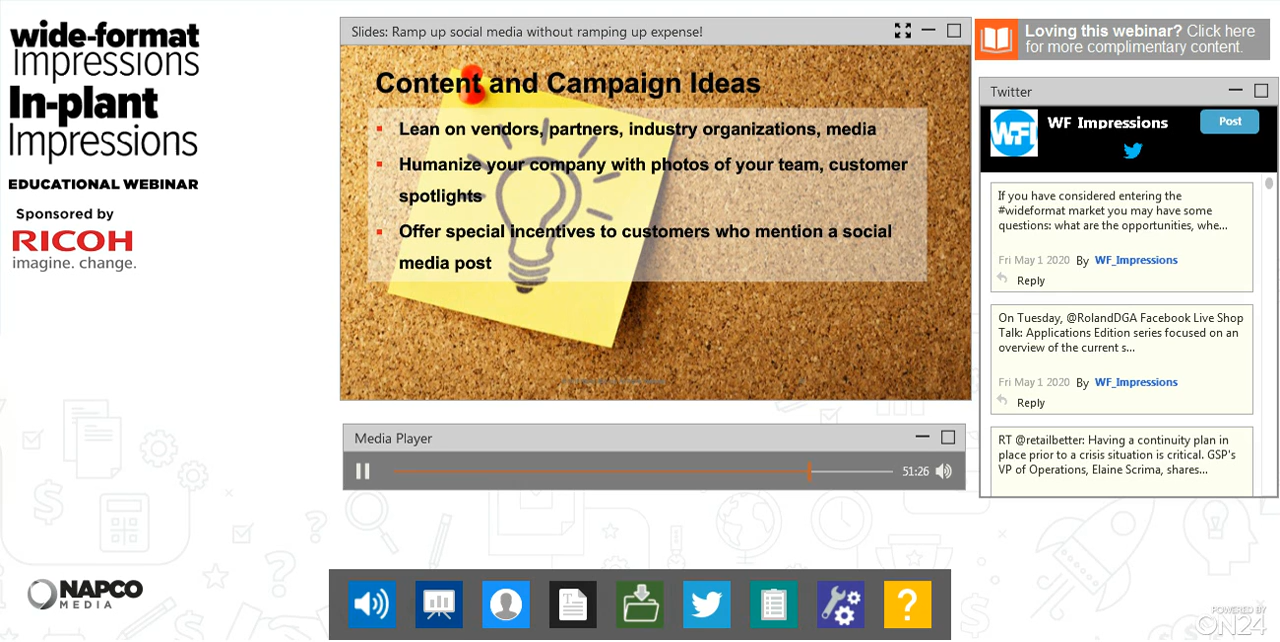 wide-format
Impressions
In-plant
Impressions
EDUCATIONAL WEBINAR
Sponsored by
RICOH
imagine. change.
Slides: Ramp up social media without ramping up expense!
Content and Campaign Ideas
Lean on vendors, partners, industry organizations, media
Humanize your company with photos of your team, customer
spotlights
Offer special incentives to customers who mention a social
media post
Media Player
51:26
Loving this webinar? Click here
for more complimentary content.
Twitter
WF!
WF Impressions
Post
If you have considered entering the
#wideformat market you may have some
questions: what are the opportunities, whe...
Fri May 1 2020 By WF_Impressions
Reply
On Tuesday, @RolandDGA Facebook Live Shop
Talk: Applications Edition series focused on an
overview of the current s...
Fri May 1 2020 By WF_Impressions
Reply
RT @retailbetter: Having a continuity plan in
place prior to a crisis situation is critical. GSP's
VP of Operations, Elaine Scrima, shares...
NAPCO
MEDIA
?
POWERED BY
ON24